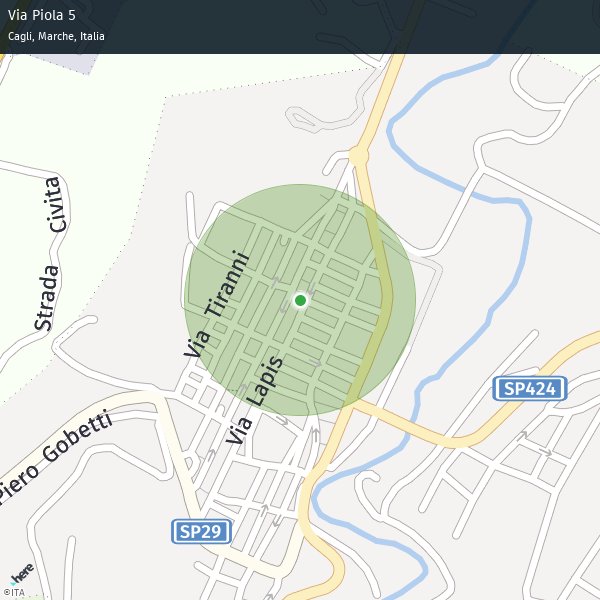 Via Piola 5
Cagli, Marche, Italia
Strada Civita
Via Tiranni
Via Lapis
SP424
Piero Gobetti
SP29
here
©ITA